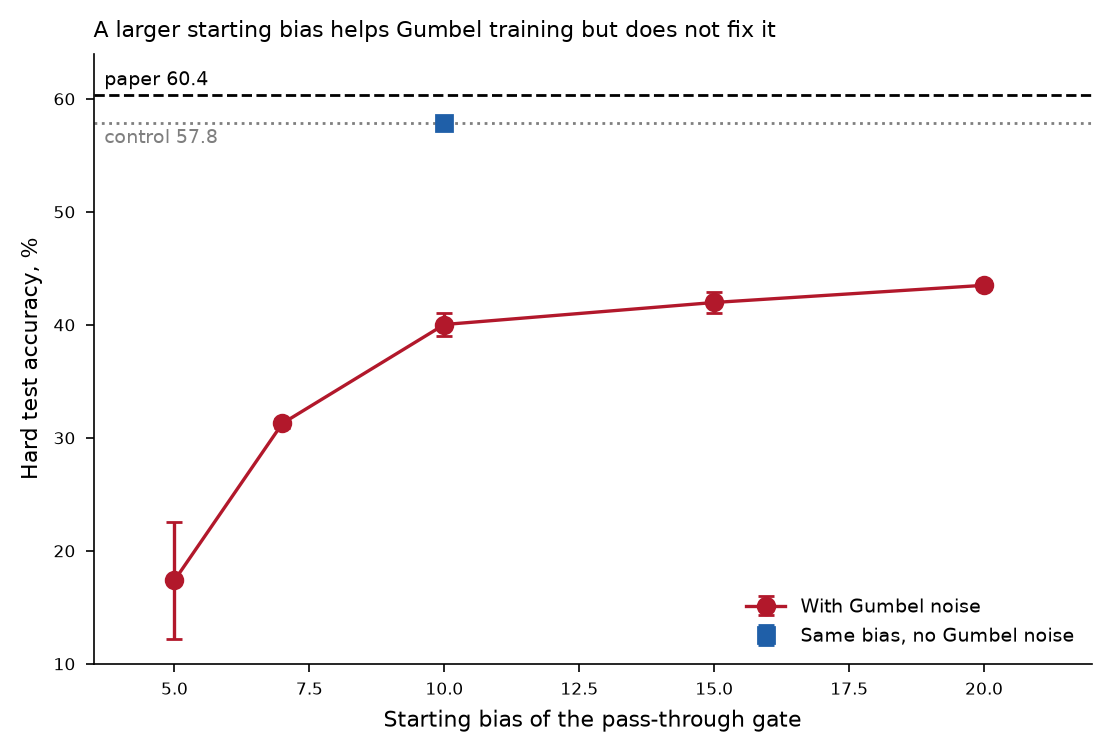 A larger starting bias helps Gumbel training but does not fix it
paper 60.4
control 57.8
60
50
40
30
20
10
Hard test accuracy, %
5.0
7.5
10.0
12.5
15.0
17.5
20.0
Starting bias of the pass-through gate
With Gumbel noise
Same bias, no Gumbel noise